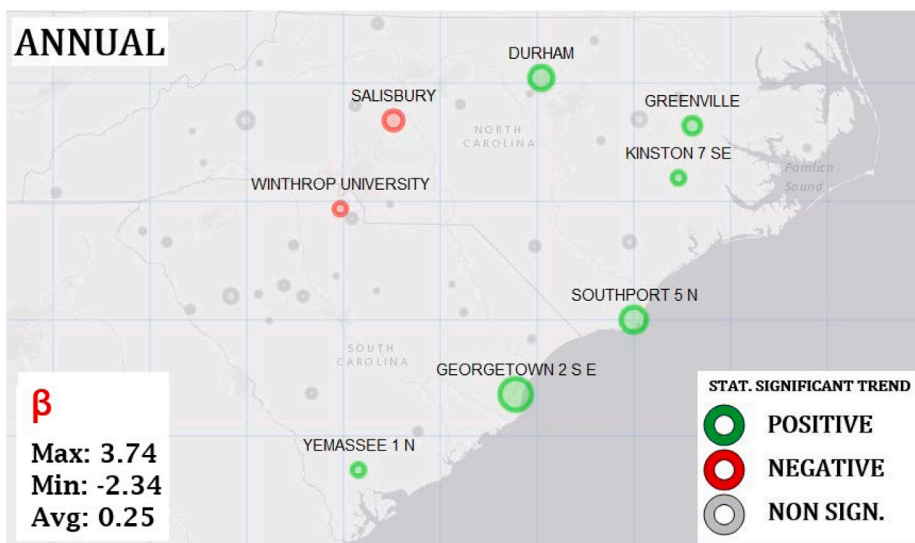 ANNUAL
DURHAM
SALISBURY
GREENVILLE
NORTH
CAROLINA
KINSTON 7 SE
Pamlico
Sound
WINTHROP UNIVERSITY
SOUTHPORT 5 N
SOUTH
CAROLINA
GEORGETOWN 2 S E
YEMASSEE 1 N
β
Max: 3.74
Min: -2.34
Avg: 0.25
STAT. SIGNIFICANT TREND
POSITIVE
NEGATIVE
NON SIGN.